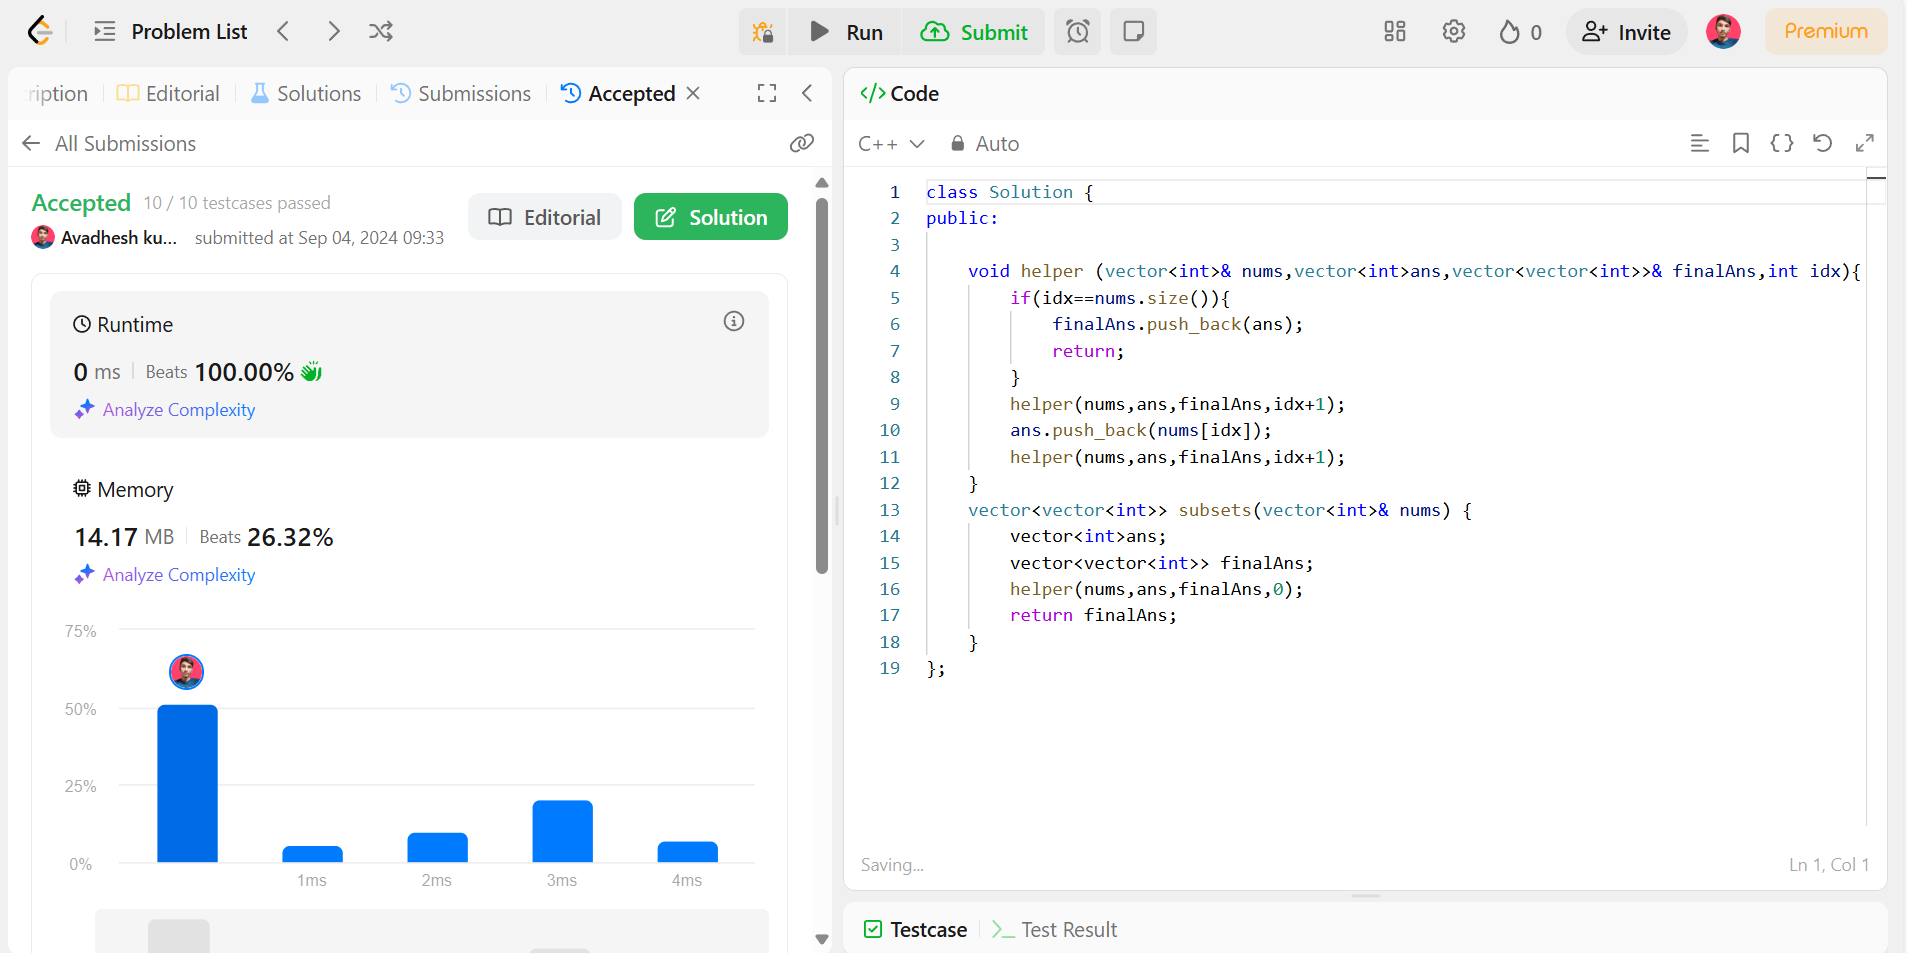 Problem List
Run
Submit
0
Invite
Premium
ription
Editorial
Solutions
Submissions
Accepted
All Submissions
Accepted 10 / 10 testcases passed
Avadhesh ku... submitted at Sep 04, 2024 09:33
Editorial
Solution
Runtime
0 ms Beats 100.00%
Analyze Complexity
Memory
14.17 MB Beats 26.32%
Analyze Complexity
75%
50%
25%
0%
1ms 2ms 3ms 4ms
</> Code
C++ Auto
1 class Solution {
2 public:
3
4 void helper (vector<int>& nums,vector<int>ans,vector<vector<int>>& finalAns,int idx){
5 if(idx==nums.size()){
6 finalAns.push_back(ans);
7 return;
8 }
9 helper(nums,ans,finalAns,idx+1);
10 ans.push_back(nums[idx]);
11 helper(nums,ans,finalAns,idx+1);
12 }
13 vector<vector<int>> subsets(vector<int>& nums) {
14 vector<int>ans;
15 vector<vector<int>> finalAns;
16 helper(nums,ans,finalAns,0);
17 return finalAns;
18 }
19 };
Saving...
Ln 1, Col 1
Testcase
Test Result